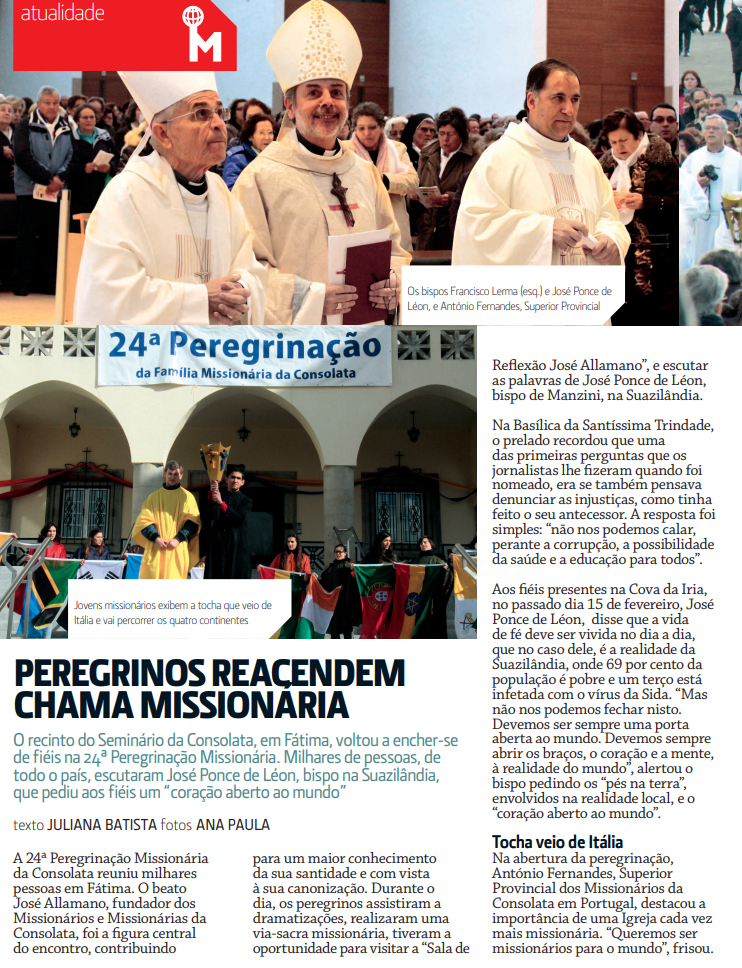 atualidade
M
Os bispos Francisco Lerma (esq.) e José Ponce de
Léon, e António Fernandes, Superior Provincial
24ª Peregrinação
da Família Missionária da Consolata
Jovens missionários exibem a tocha que veio de
Itália e vai percorrer os quatro continentes
PEREGRINOS REACENDEM
CHAMA MISSIONÁRIA
O recinto do Seminário da Consolata, em Fátima, voltou a encher-se
de fiéis na 24ª Peregrinação Missionária. Milhares de pessoas, de
todo o país, escutaram José Ponce de Léon, bispo na Suazilândia,
que pediu aos fiéis um “coração aberto ao mundo”
texto JULIANA BATISTA fotos ANA PAULA
A 24ª Peregrinação Missionária
da Consolata reuniu milhares
pessoas em Fátima. O beato
José Allamano, fundador dos
Missionários e Missionárias da
Consolata, foi a figura central
do encontro, contribuindo
para um maior conhecimento
da sua santidade e com vista
à sua canonização. Durante o
dia, os peregrinos assistiram a
dramatizações, realizaram uma
via-sacra missionária, tiveram a
oportunidade para visitar a “Sala de
Reflexão José Allamano”, e escutar
as palavras de José Ponce de Léon,
bispo de Manzini, na Suazilândia.
Na Basílica da Santíssima Trindade,
o prelado recordou que uma
das primeiras perguntas que os
jornalistas lhe fizeram quando foi
nomeado, era se também pensava
denunciar as injustiças, como tinha
feito o seu antecessor. A resposta foi
simples: “não nos podemos calar,
perante a corrupção, a possibilidade
da saúde e a educação para todos”.
Aos fiéis presentes na Cova da Iria,
no passado dia 15 de fevereiro, José
Ponce de Léon, disse que a vida
de fé deve ser vivida no dia a dia,
que no caso dele, é a realidade da
Suazilândia, onde 69 por cento da
população é pobre e um terço está
infetada com o vírus da Sida. “Mas
não nos podemos fechar nisto.
Devemos ser sempre uma porta
aberta ao mundo. Devemos sempre
abrir os braços, o coração e a mente,
à realidade do mundo”, alertou o
bispo pedindo os “pés na terra”,
envolvidos na realidade local, e o
“coração aberto ao mundo”.
Tocha veio de Itália
Na abertura da peregrinação,
António Fernandes, Superior
Provincial dos Missionários da
Consolata em Portugal, destacou a
importância de uma Igreja cada vez
mais missionária. “Queremos ser
missionários para o mundo”, frisou.